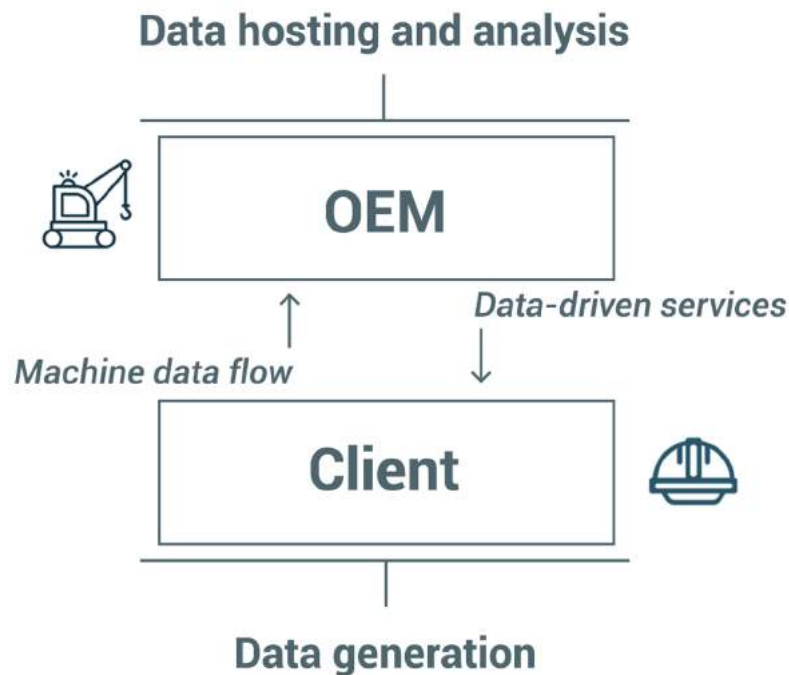 Data hosting and analysis
OEM
Data-driven services
Machine data flow
Client
Data generation